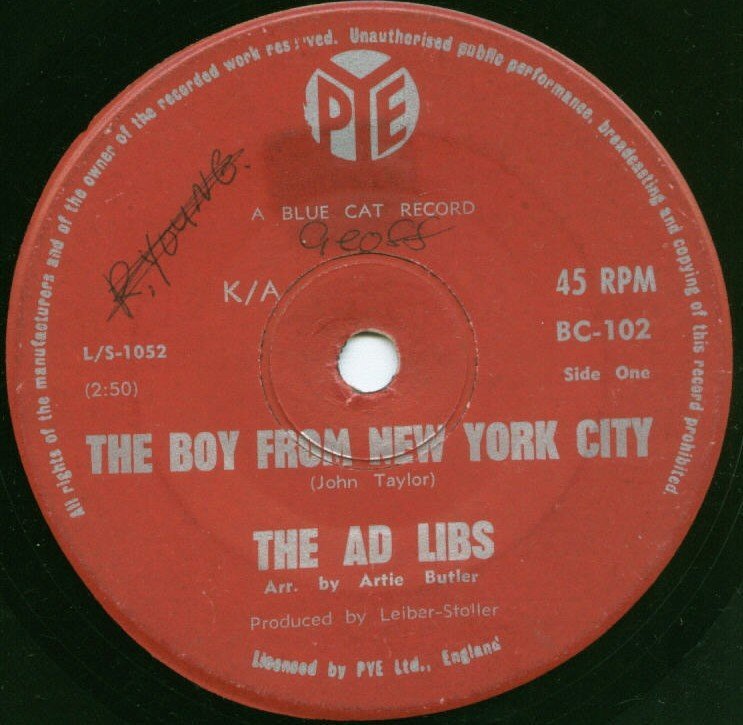 All rights of the manufacturers and of the owner of the recorded work reserved. Unauthorised public performance, broadcasting and copying of this record prohibited.
PYE
A BLUE CAT RECORD
R. YOUNG.
Geoff
K/A
45 RPM
BC-102
L/S-1052
Side One
(2:50)
THE BOY FROM NEW YORK CITY
(John Taylor)
THE AD LIBS
Arr. by Artie Butler
Produced by Leiber-Stoller
Licensed by PYE Ltd., England